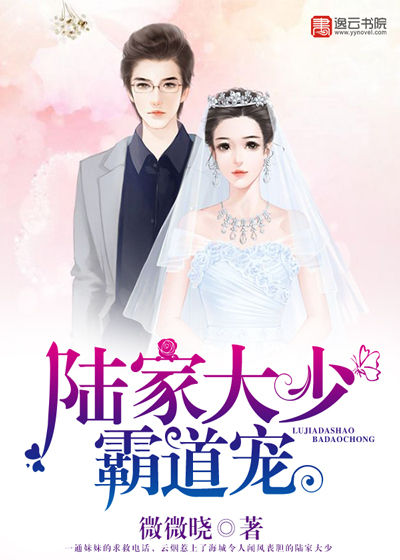 書 逸云书院
www.yynovel.com
陆家大少
LUJIADASHAO
BADAOCHONG
霸道宠
微微晓◎著
一通妹妹的求救电话,云烟惹上了海城令人闻风丧胆的陆家大少